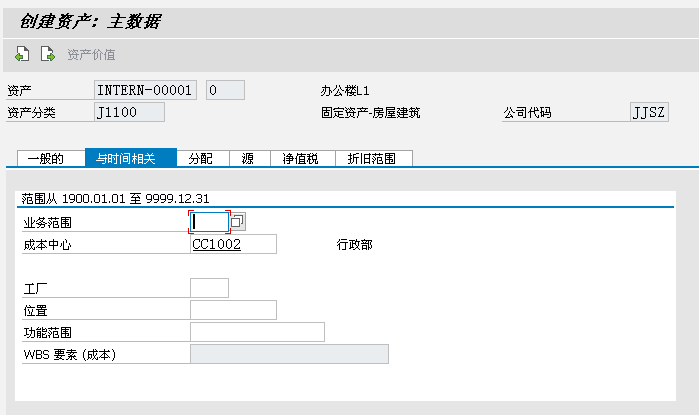 创建资产：主数据
资产价值
资产 INTERN-00001 0 办公楼L1
资产分类 J1100 固定资产-房屋建筑 公司代码 JJSZ
一般的 与时间相关 分配 源 净值税 折旧范围
范围从 1900.01.01 至 9999.12.31
业务范围
成本中心 CC1002 行政部
工厂
位置
功能范围
WBS 要素 (成本)